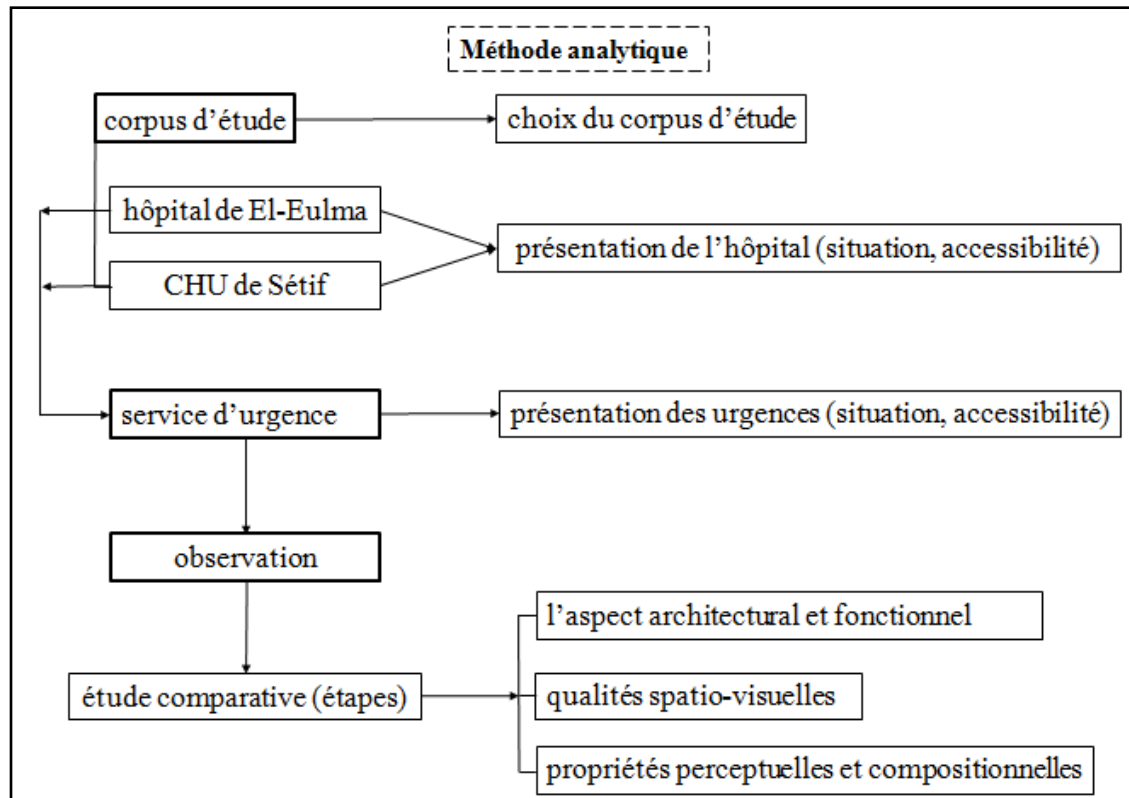 Méthode analytique
corpus d’étude
choix du corpus d’étude
hôpital de El-Eulma
présentation de l’hôpital (situation, accessibilité)
CHU de Sétif
service d’urgence
présentation des urgences (situation, accessibilité)
observation
l’aspect architectural et fonctionnel
étude comparative (étapes)
qualités spatio-visuelles
propriétés perceptuelles et compositionnelles